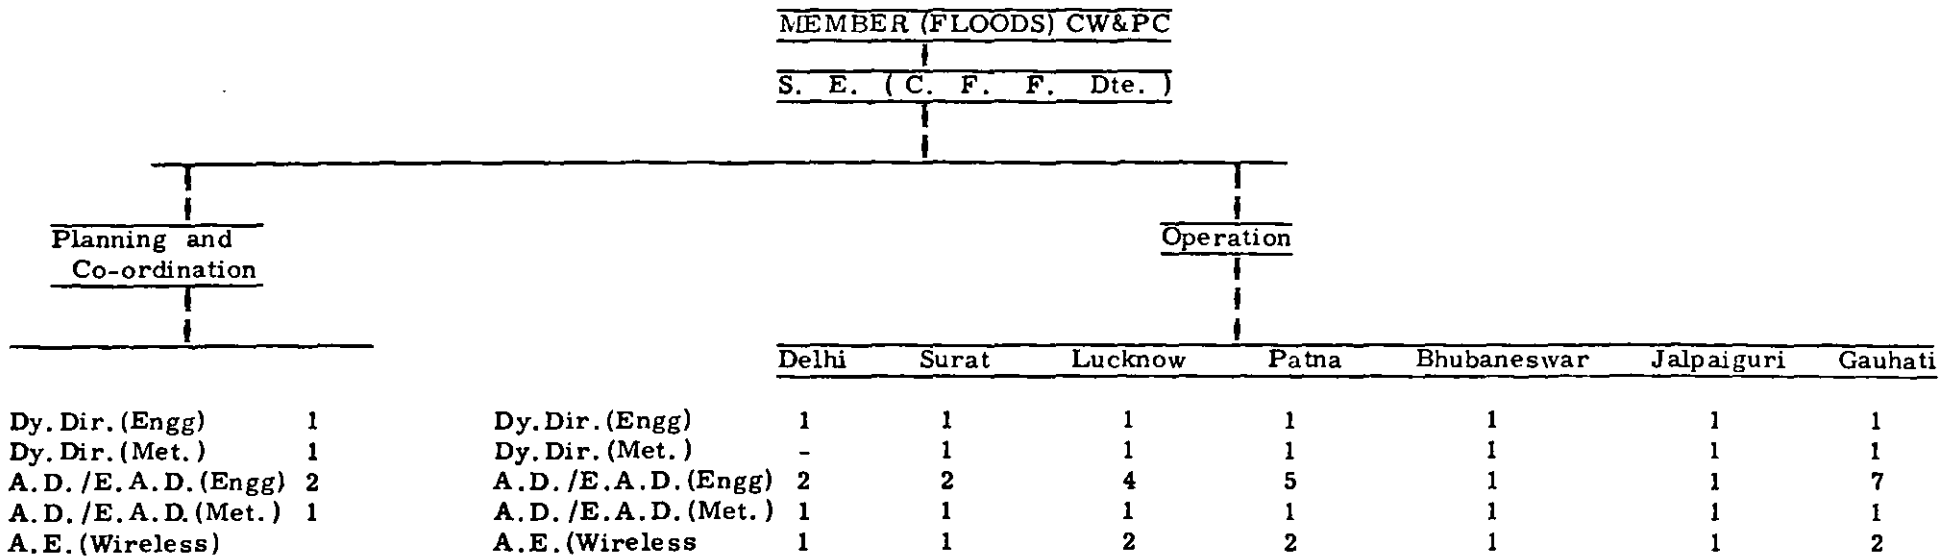 MEMBER (FLOODS) CW&PC
S. E. ( C. F. F. Dte. )
Planning and
Co-ordination
Operation
Delhi Surat Lucknow Patna Bhubaneswar Jalpaiguri Gauhati
Dy. Dir. (Engg) 1 Dy. Dir. (Engg) 1 1 1 1 1 1 1
Dy. Dir. (Met. ) 1 Dy. Dir. (Met. ) - 1 1 1 1 1 1
A. D. /E. A. D. (Engg) 2 A. D. /E. A. D. (Engg) 2 2 4 5 1 1 7
A. D. /E. A. D. (Met. ) 1 A. D. /E. A. D. (Met. ) 1 1 1 1 1 1 1
A. E. (Wireless) A. E. (Wireless 1 1 2 2 1 1 2